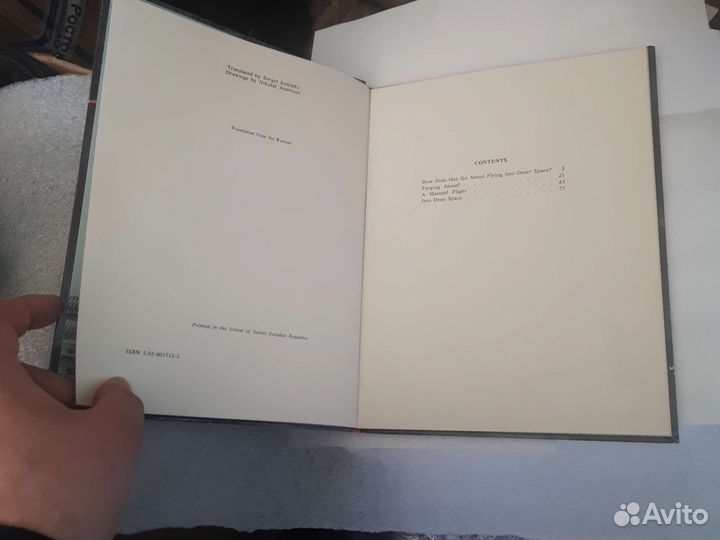 РОСТОВ
Translated by Sergei Sosinsky
Drawings by Nikolai Andreyev
Translation from the Russian
Printed in the Union of Soviet Socialist Republics
ISBN 5-05-001712-2
CONTENTS
How Does One Go About Flying into Outer Space? 5
Forging Ahead! . . . . . . . . . . . . . 21
A Manned Flight . . . . . . . . . . . . . 43
Into Deep Space . . . . . . . . . . . . . 77
Avito